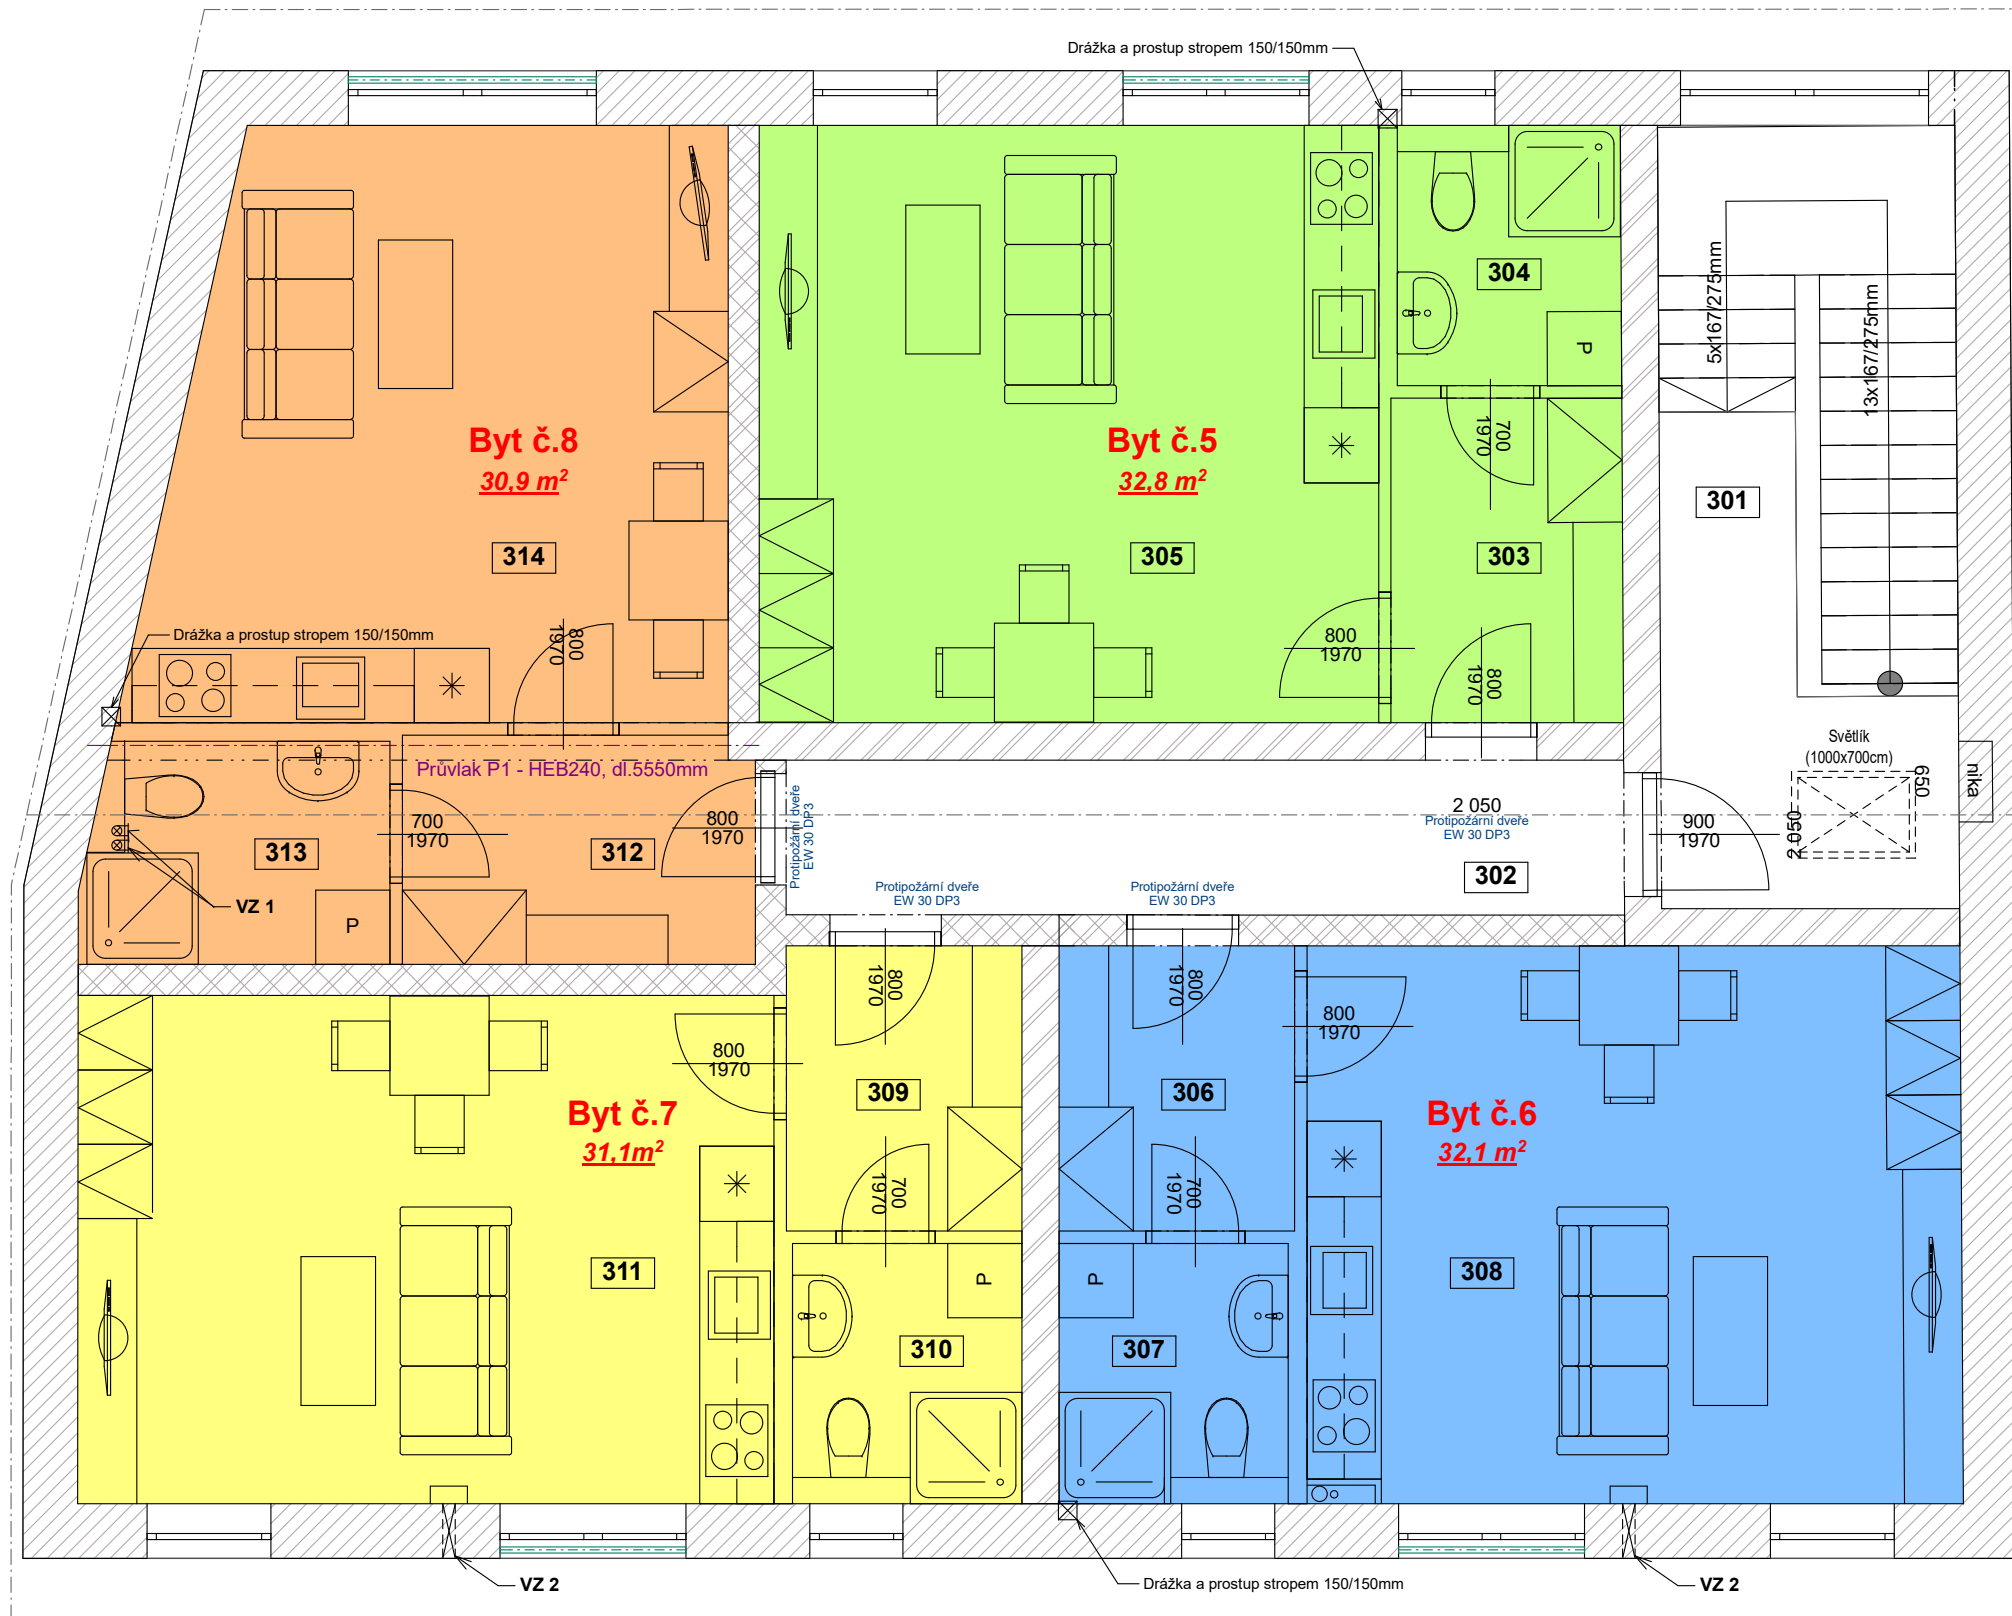 Drážka a prostup stropem 150/150mm
304
P
5x167/275mm
13x167/275mm
Byt č.8
30,9 m²
Byt č.5
32,8 m²
700
1970
301
314
305
303
Drážka a prostup stropem 150/150mm
800
1970
800
1970
800
1970
Světlík
(1000x700cm)
650
2 050
nika
Průvlak P1 - HEB240, dl.5550mm
700
1970
800
1970
Protipožární dveře
EW 30 DP3
2 050
Protipožární dveře
EW 30 DP3
900
1970
313
312
302
VZ 1
P
Protipožární dveře
EW 30 DP3
Protipožární dveře
EW 30 DP3
800
1970
800
1970
800
1970
800
1970
309
306
Byt č.7
31,1m²
Byt č.6
32,1 m²
700
1970
700
1970
311
P
P
308
310
307
VZ 2
Drážka a prostup stropem 150/150mm
VZ 2